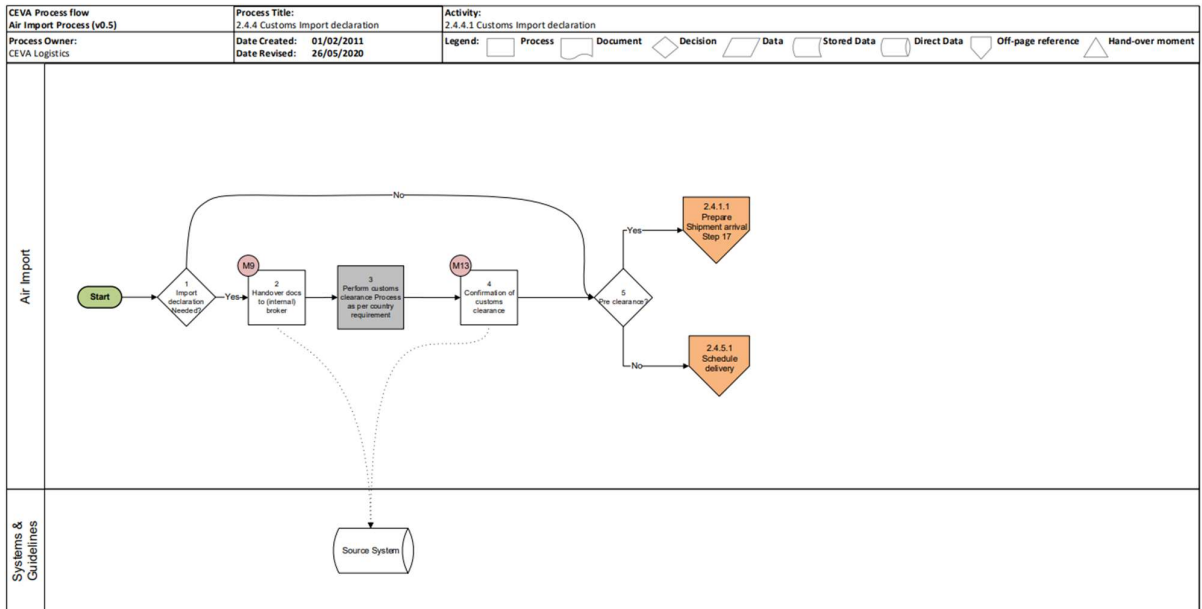 CEVA Process flow
Air Import Process (v0.5)
Process Title:
2.4.4 Customs Import declaration
Activity:
2.4.4.1 Customs Import declaration
Process Owner:
CEVA Logistics
Date Created: 01/02/2011
Date Revised: 26/05/2020
Legend: Process Document Decision Data Stored Data Direct Data Off-page reference Hand-over moment
Air Import
No
2.4.1.1
Prepare
Shipment arrival
Step 17
Yes
M9
M13
Start
1
Import
declaration
Needed?
Yes
2
Handover docs
to (internal)
broker
3
Perform customs
clearance Process
as per country
requirement
4
Confirmation of
customs
clearance
5
Pre clearance?
No
2.4.5.1
Schedule
delivery
Systems &
Guidelines
Source System